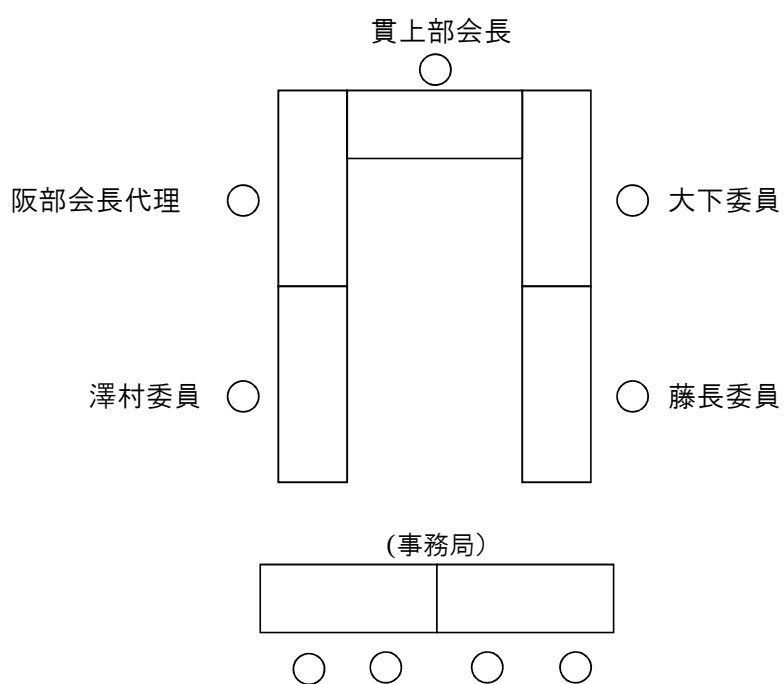 貫上部会長
阪部会長代理
大下委員
澤村委員
藤長委員
(事務局）